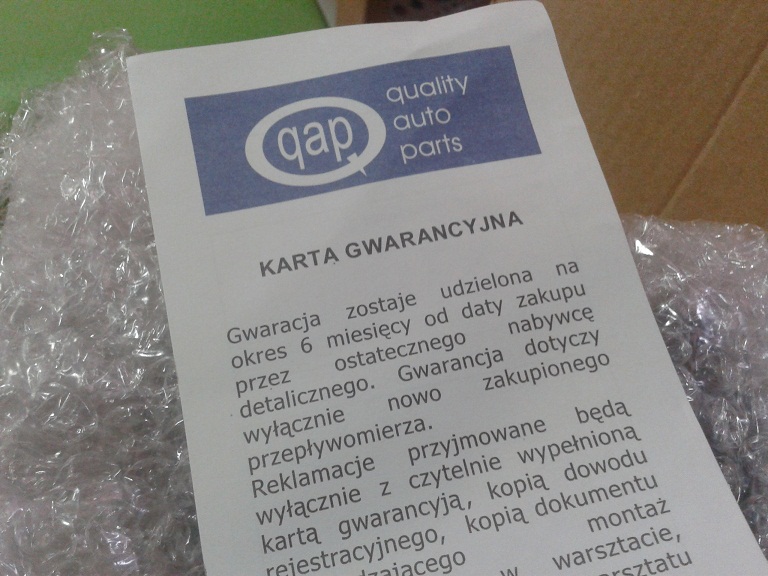 qap
quality
auto
parts
KARTA GWARANCYJNA
Gwaracja zostaje udzielona na
okres 6 miesięcy od daty zakupu
przez ostatecznego nabywcę
detalicznego. Gwarancja dotyczy
wyłącznie nowo zakupionego
przepływomierza.
Reklamacje przyjmowane będą
wyłącznie z czytelnie wypełnioną
kartą gwarancyją, kopią dowodu
rejestracyjnego, kopią dokumentu
montaż
w warsztacie,